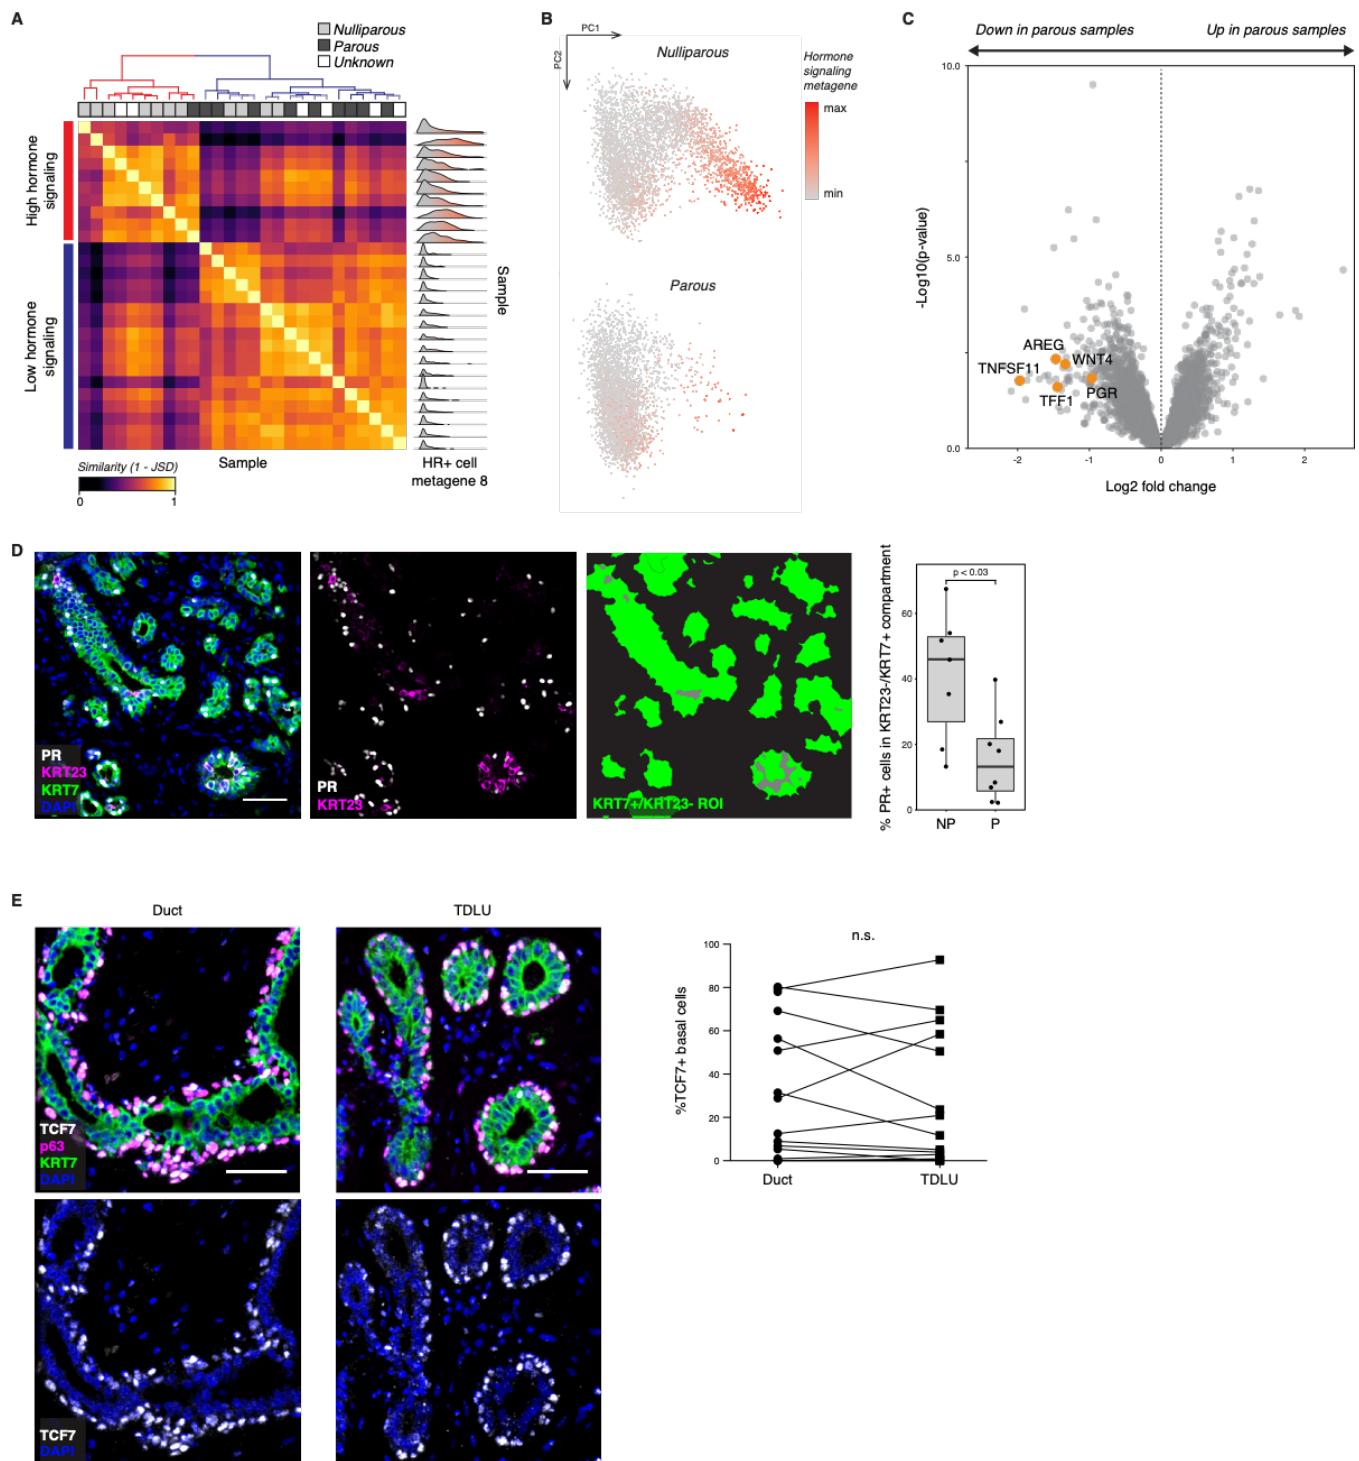 A
Nulliparous
Parous
Unknown
High hormone
signaling
Low hormone
signaling
Sample
Sample
HR+ cell
metagene 8
Similarity (1 - JSD)
0
1
B
PC1
PC2
Nulliparous
Hormone
signaling
metagene
max
min
Parous
C
Down in parous samples
Up in parous samples
10.0
5.0
0.0
-Log10(p-value)
AREG
WNT4
TNFSF11
PGR
TFF1
-2
-1
0
1
2
Log2 fold change
D
PR
KRT23
KRT7
DAPI
PR
KRT23
KRT7+/KRT23- ROI
% PR+ cells in KRT23-/KRT7+ compartment
p < 0.03
60
40
20
0
NP
P
E
Duct
TDLU
TCF7
p63
KRT7
DAPI
TCF7
DAPI
n.s.
%TCF7+ basal cells
100
80
60
40
20
0
Duct
TDLU